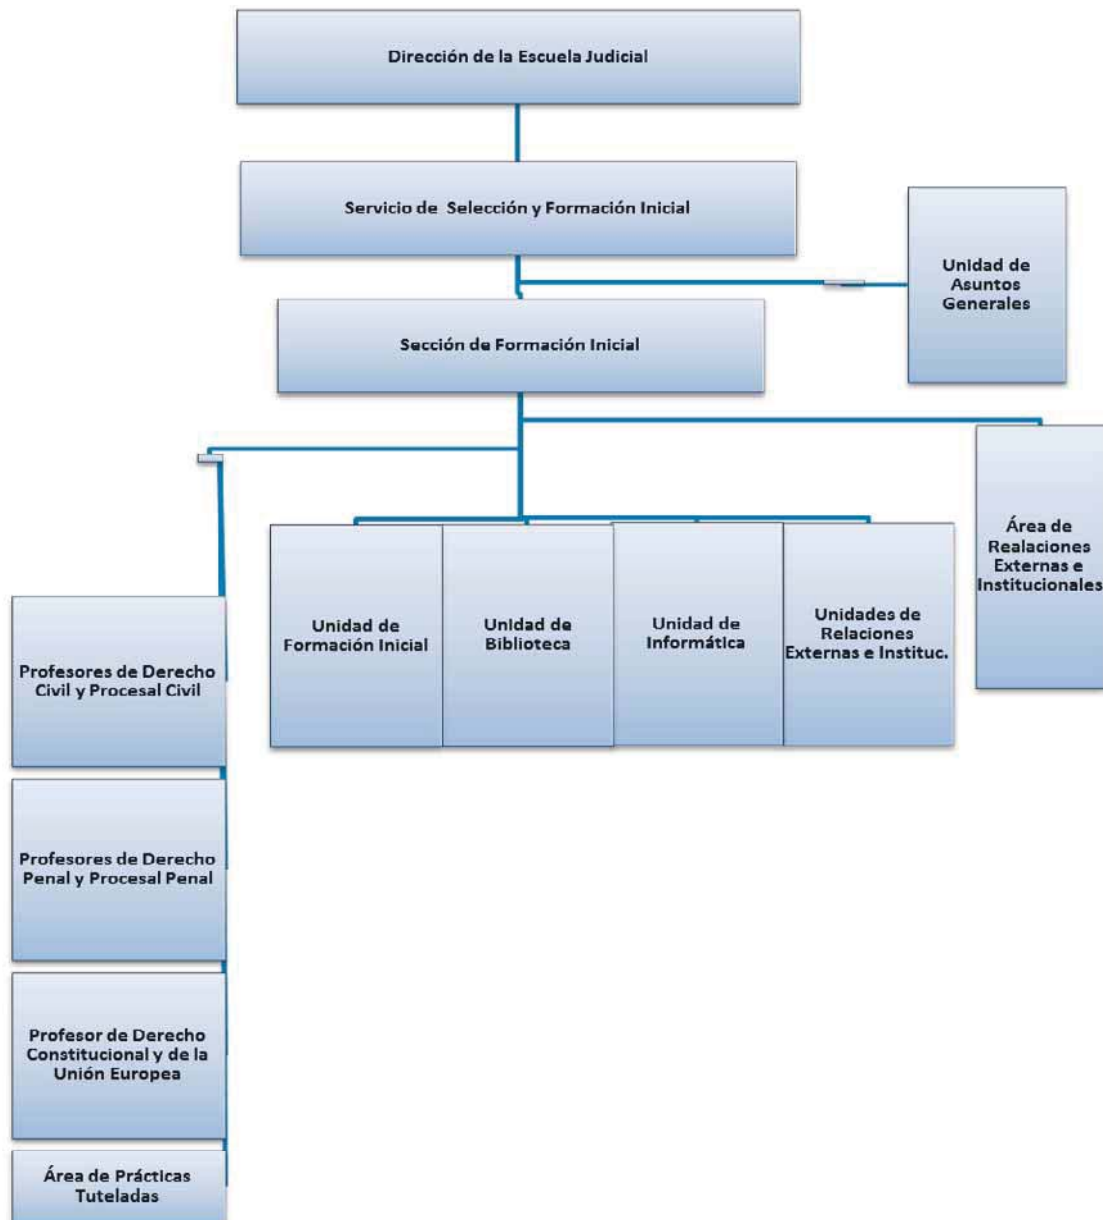 Dirección de la Escuela Judicial
Servicio de Selección y Formación Inicial
Unidad de
Asuntos
Generales
Sección de Formación Inicial
Área de
Realaciones
Externas e
Institucionales
Unidad de
Formación Inicial
Unidad de
Biblioteca
Unidad de
Informática
Unidades de
Relaciones
Externas e Instituc.
Profesores de Derecho
Civil y Procesal Civil
Profesores de Derecho
Penal y Procesal Penal
Profesor de Derecho
Constitucional y de la
Unión Europea
Área de Prácticas
Tuteladas